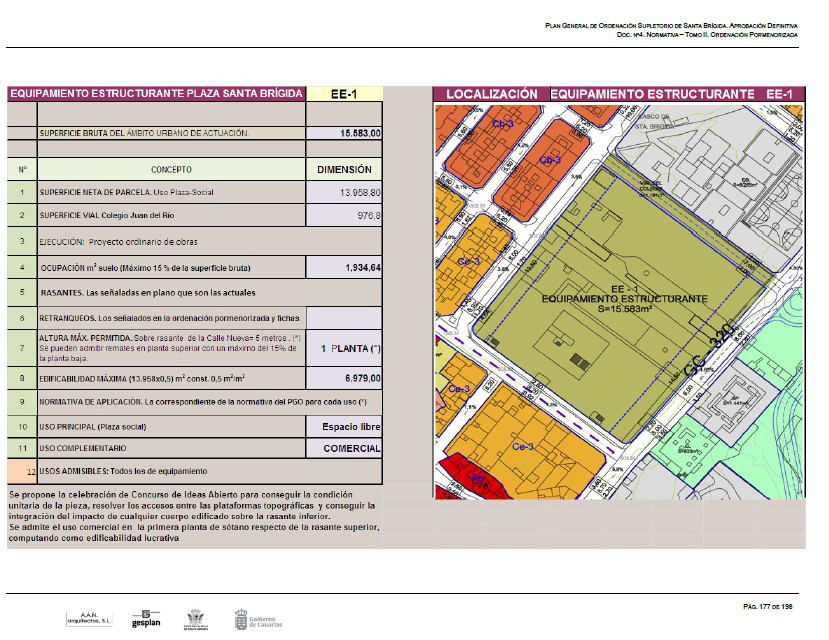 PLAN GENERAL DE ORDENACIÓN SUPLETORIO DE SANTA BRÍGIDA. APROBACIÓN DEFINITIVA
DOC. Nº4. NORMATIVA – TOMO II. ORDENACIÓN PORMENORIZADA
EQUIPAMIENTO ESTRUCTURANTE PLAZA SANTA BRÍGIDA EE-1
SUPERFICIE BRUTA DEL ÁMBITO URBANO DE ACTUACIÓN. 15.583,00
Nº CONCEPTO DIMENSIÓN
1 SUPERFICIE NETA DE PARCELA. Uso Plaza-Social 13.958,80
2 SUPERFICIE VIAL Colegio Juan del Río 976,8
3 EJECUCIÓN: Proyecto ordinario de obras
4 OCUPACIÓN m² suelo (Máximo 15 % de la superficie bruta) 1,934,64
5 RASANTES. Las señaladas en plano que son las actuales
6 RETRANQUEOS. Los señalados en la ordenación pormenorizada y fichas
7 ALTURA MÁX. PERMITIDA. Sobre rasante de la Calle Nueva= 5 metros . (*)
Se pueden admitir remates en planta superior con un máximo del 15% de
la planta baja.
1 PLANTA (*)
8 EDIFICABILIDAD MÁXIMA (13.958x0,5) m² const. 0,5 m²/m² 6.979,00
9 NORMATIVA DE APLICACIÓN. La correspondiente de la normativa del PGO para cada uso (*)
10 USO PRINCIPAL (Plaza social) Espacio libre
11 USO COMPLEMENTARIO COMERCIAL
12 USOS ADMISIBLES: Todos los de equipamiento
Se propone la celebración de Concurso de Ideas Abierto para conseguir la condición
unitaria de la pieza, resolver los accesos entre las plataformas topográficas y conseguir la
integración del impacto de cualquier cuerpo edificado sobre la rasante inferior.
Se admite el uso comercial en la primera planta de sótano respecto de la rasante superior,
computando como edificabilidad lucrativa
LOCALIZACIÓN EQUIPAMIENTO ESTRUCTURANTE EE-1
CASCO DE
STA. BRÍGIDA
Cb-3
Cb-3
Ce-3
EE - 1
EQUIPAMIENTO ESTRUCTURANTE
S=15.583m²
Ce-3
Ce-3
A.A.N.
arquitectos, S.L.
gesplan
Gobierno
de Canarias
PÁG. 177 DE 198